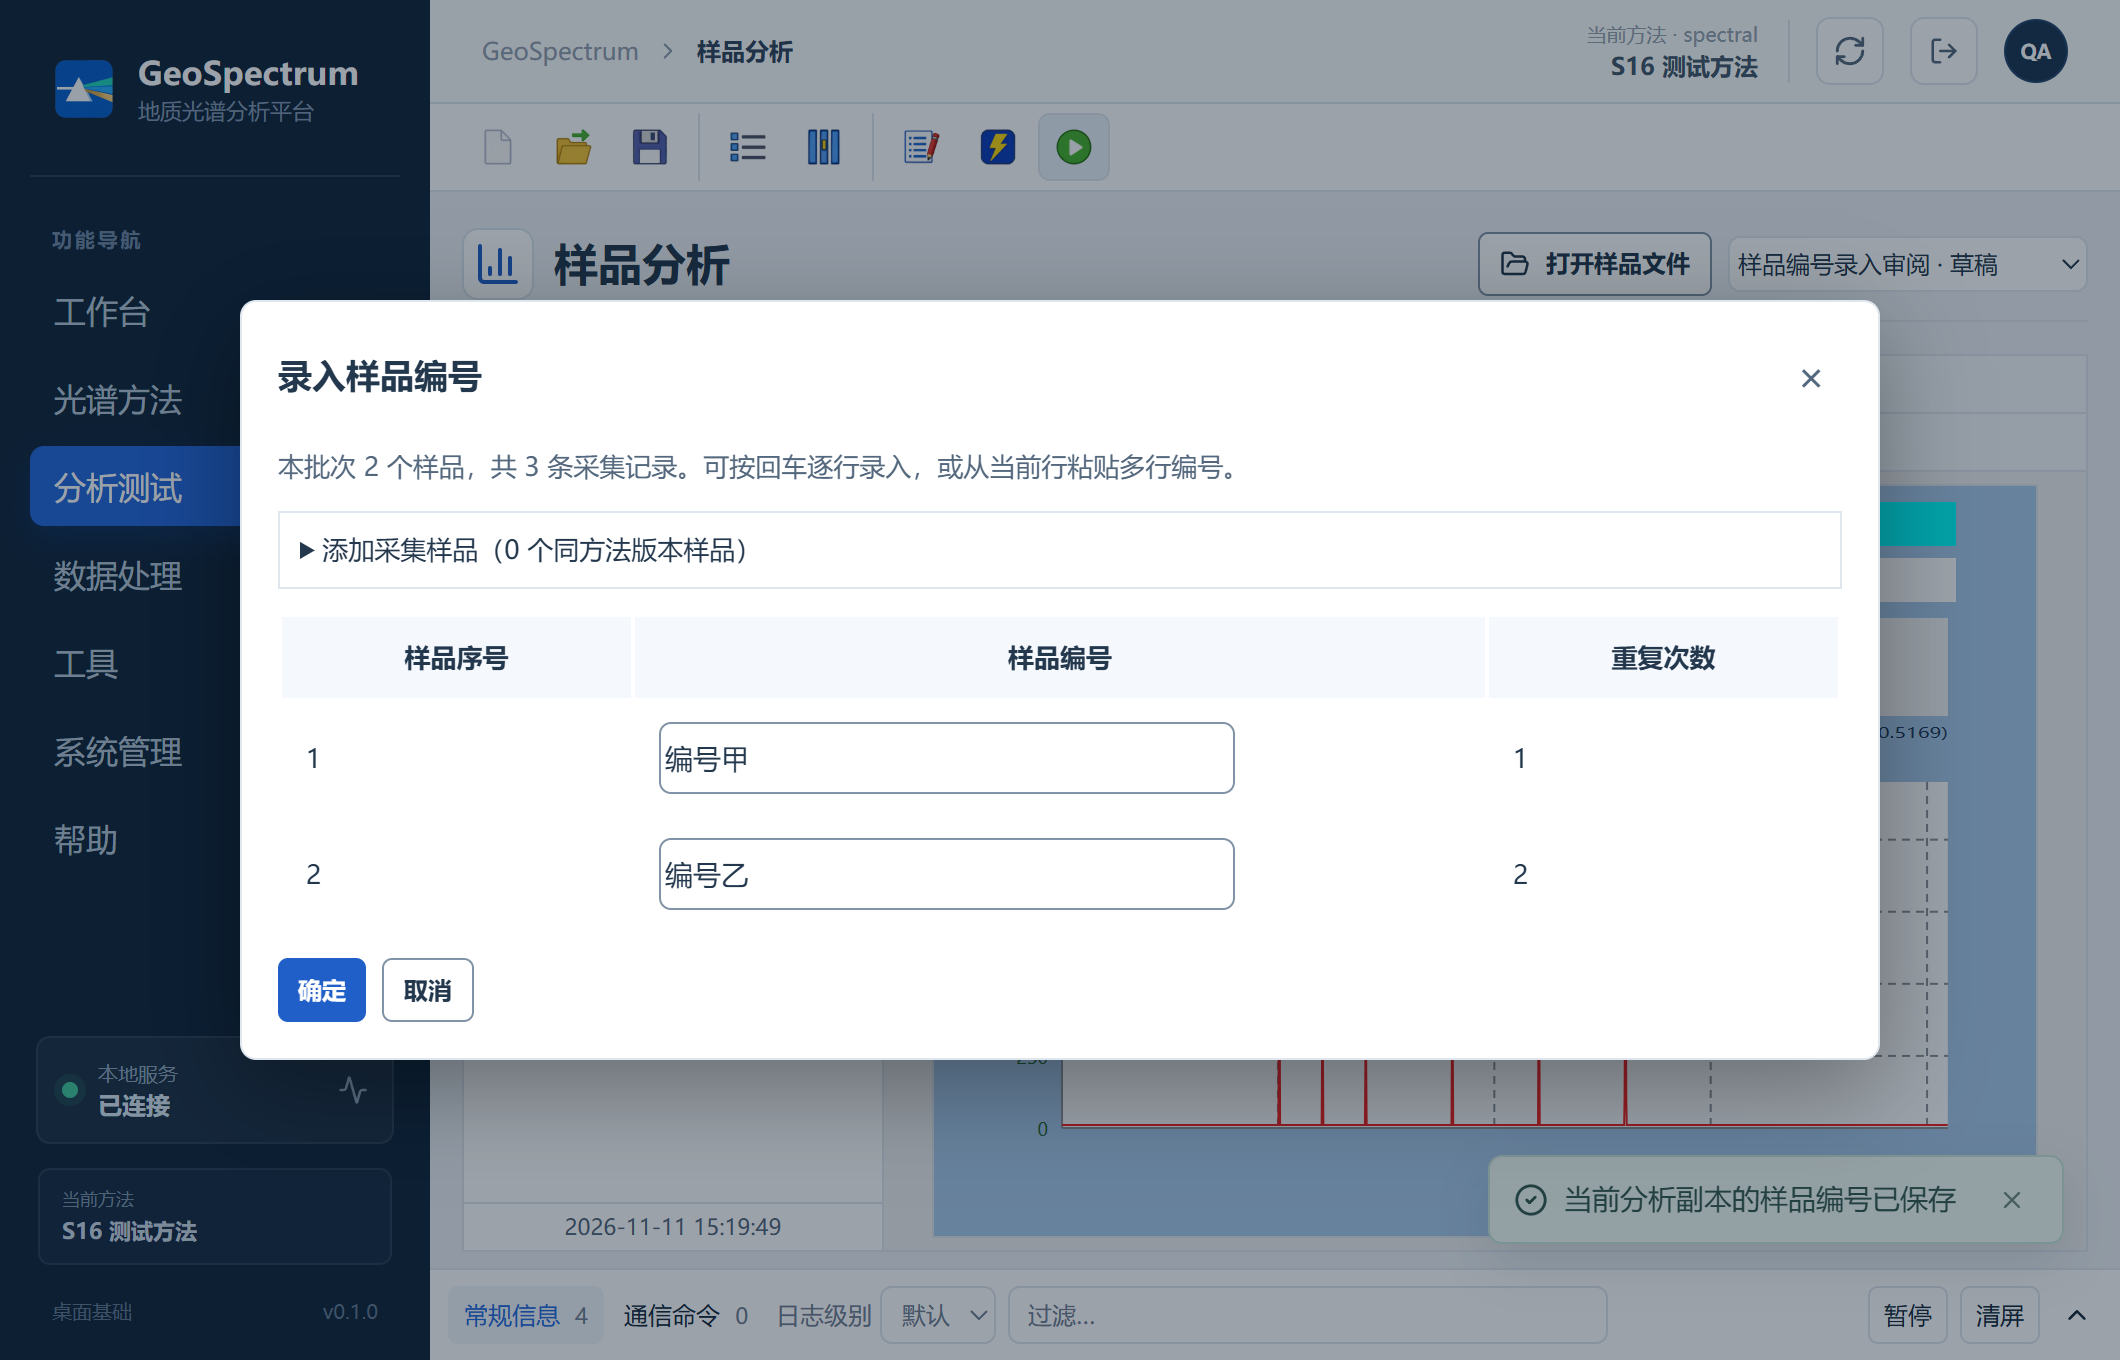 GeoSpectrum
地质光谱分析平台
功能导航
工作台
光谱方法
分析测试
数据处理
工具
系统管理
帮助
本地服务
已连接
当前方法
S16 测试方法
桌面基础 v0.1.0
GeoSpectrum > 样品分析
当前方法 · spectral
S16 测试方法
QA
样品分析
打开样品文件
样品编号录入审阅 · 草稿
录入样品编号
本批次 2 个样品，共 3 条采集记录。可按回车逐行录入，或从当前行粘贴多行编号。
添加采集样品（0 个同方法版本样品）
样品序号 样品编号 重复次数
1 编号甲 1
2 编号乙 2
确定 取消
0.5169)
0
2026-11-11 15:19:49
当前分析副本的样品编号已保存
常规信息 4 通信命令 0 日志级别 默认 过滤... 暂停 清屏